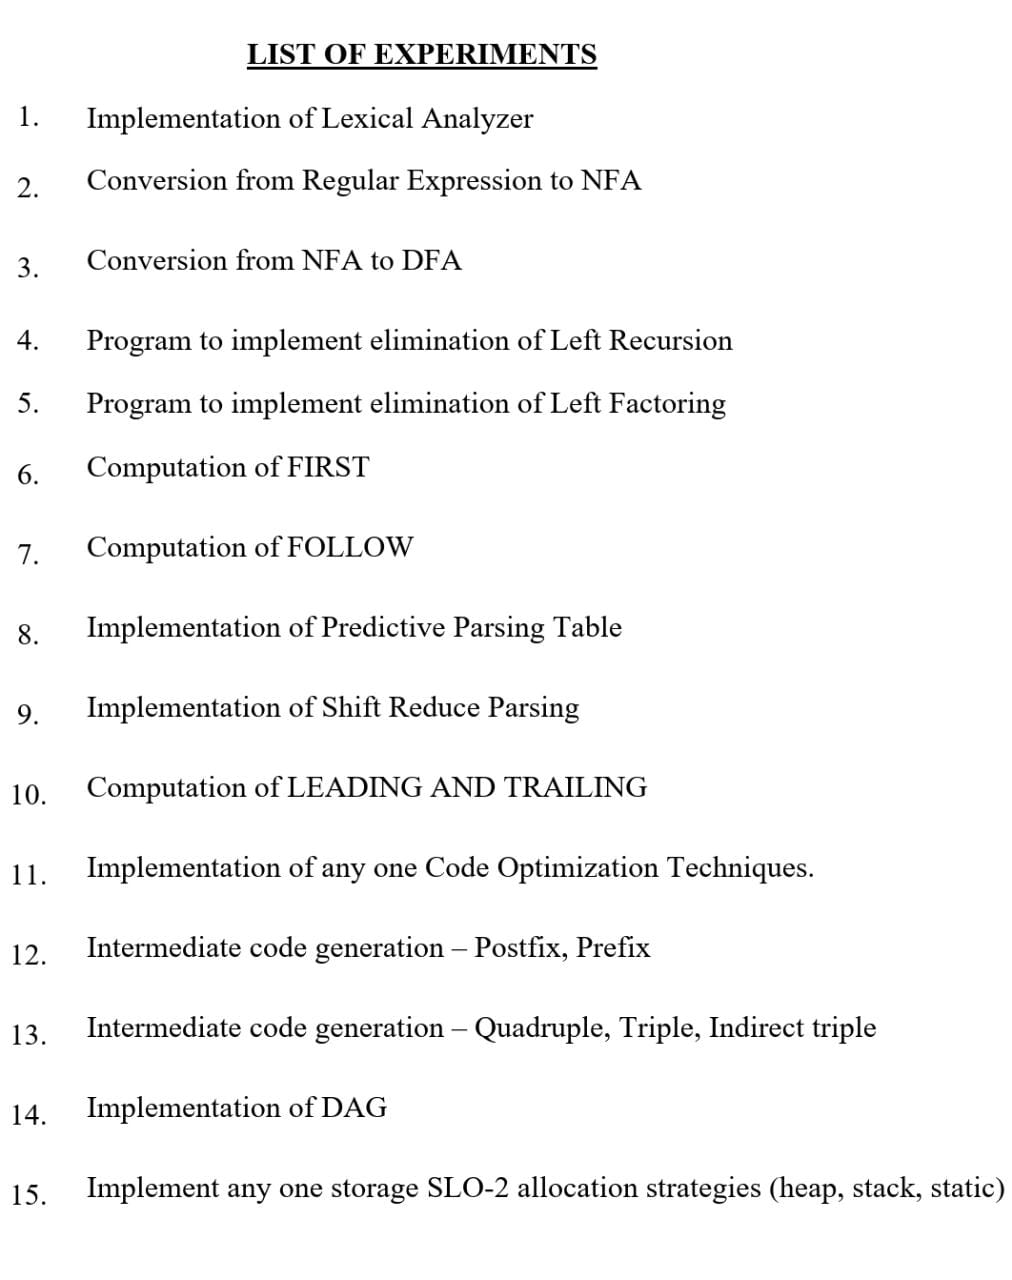 LIST OF EXPERIMENTS
1. Implementation of Lexical Analyzer
2. Conversion from Regular Expression to NFA
3. Conversion from NFA to DFA
4. Program to implement elimination of Left Recursion
5. Program to implement elimination of Left Factoring
6. Computation of FIRST
7. Computation of FOLLOW
8. Implementation of Predictive Parsing Table
9. Implementation of Shift Reduce Parsing
10. Computation of LEADING AND TRAILING
11. Implementation of any one Code Optimization Techniques.
12. Intermediate code generation – Postfix, Prefix
13. Intermediate code generation – Quadruple, Triple, Indirect triple
14. Implementation of DAG
15. Implement any one storage SLO-2 allocation strategies (heap, stack, static)